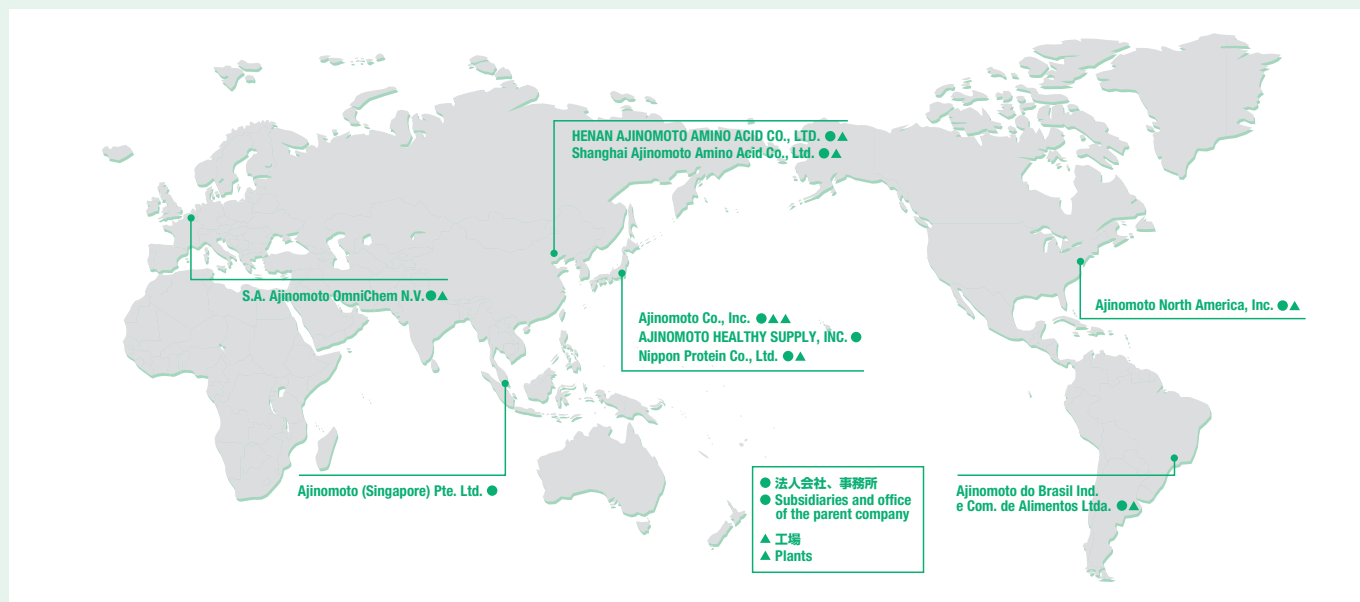 HENAN AJINOMOTO AMINO ACID CO., LTD. ●▲
Shanghai Ajinomoto Amino Acid Co., Ltd. ●▲
S.A. Ajinomoto OmniChem N.V.●▲
Ajinomoto Co., Inc. ●▲▲
AJINOMOTO HEALTHY SUPPLY, INC. ●
Nippon Protein Co., Ltd. ●▲
Ajinomoto North America, Inc. ●▲
Ajinomoto (Singapore) Pte. Ltd. ●
● 法人会社、事務所
● Subsidiaries and office
of the parent company
▲ 工場
▲ Plants
Ajinomoto do Brasil Ind.
e Com. de Alimentos Ltda. ●▲